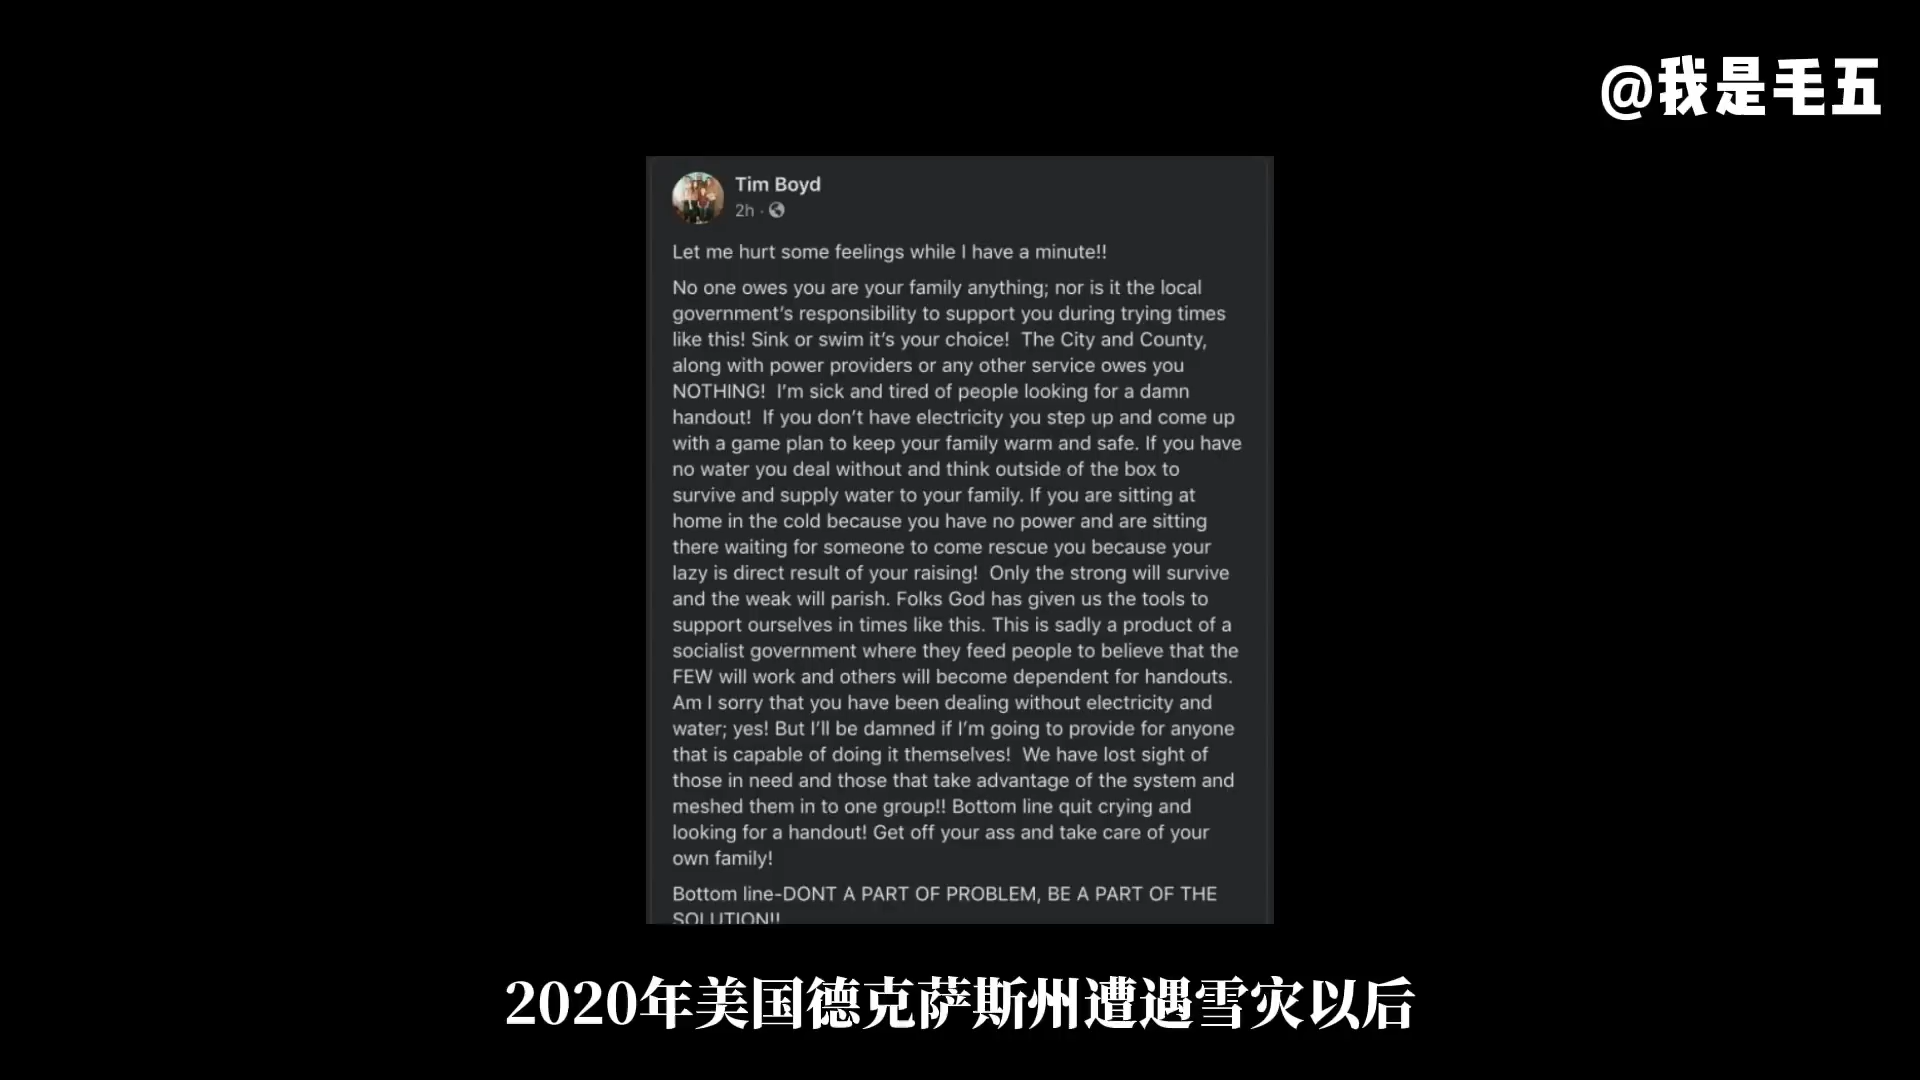 @我是毛五
Tim Boyd
2h ·
Let me hurt some feelings while I have a minute!!
No one owes you are your family anything; nor is it the local
government’s responsibility to support you during trying times
like this! Sink or swim it’s your choice! The City and County,
along with power providers or any other service owes you
NOTHING! I’m sick and tired of people looking for a damn
handout! If you don’t have electricity you step up and come up
with a game plan to keep your family warm and safe. If you have
no water you deal without and think outside of the box to
survive and supply water to your family. If you are sitting at
home in the cold because you have no power and are sitting
there waiting for someone to come rescue you because your
lazy is direct result of your raising! Only the strong will survive
and the weak will parish. Folks God has given us the tools to
support ourselves in times like this. This is sadly a product of a
socialist government where they feed people to believe that the
FEW will work and others will become dependent for handouts.
Am I sorry that you have been dealing without electricity and
water; yes! But I’ll be damned if I’m going to provide for anyone
that is capable of doing it themselves! We have lost sight of
those in need and those that take advantage of the system and
meshed them in to one group!! Bottom line quit crying and
looking for a handout! Get off your ass and take care of your
own family!
Bottom line-DONT A PART OF PROBLEM, BE A PART OF THE
SOLUTION!!
2020年美国德克萨斯州遭遇雪灾以后